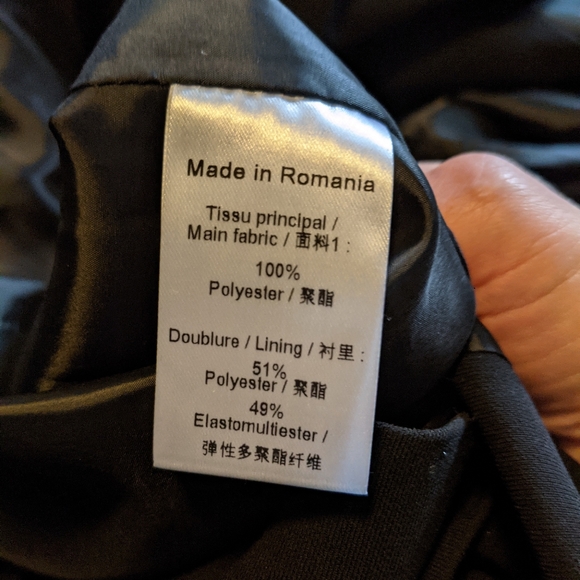 Made in Romania
Tissu principal /
Main fabric / 面料1 :
100%
Polyester / 聚酯
Doublure / Lining / 衬里 :
51%
Polyester / 聚酯
49%
Elastomultiester /
弹性多聚酯纤维